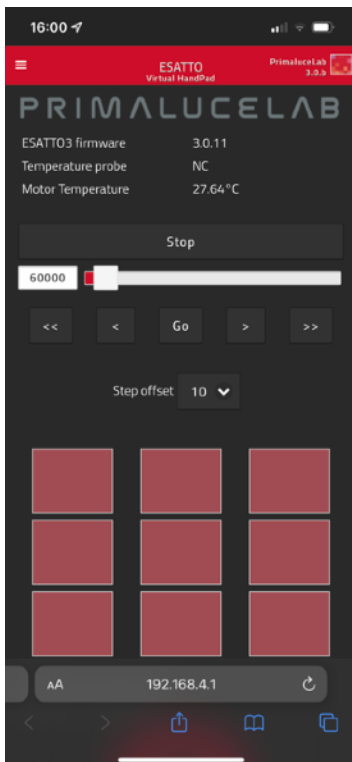 16:00
ESATTO
Virtual HandPad
PrimaluceLab
3.0.b
PRIMALUCELAB
ESATTO3 firmware 3.0.11
Temperature probe NC
Motor Temperature 27.64°C
Stop
60000
<< < Go > >>
Step offset 10
AA 192.168.4.1